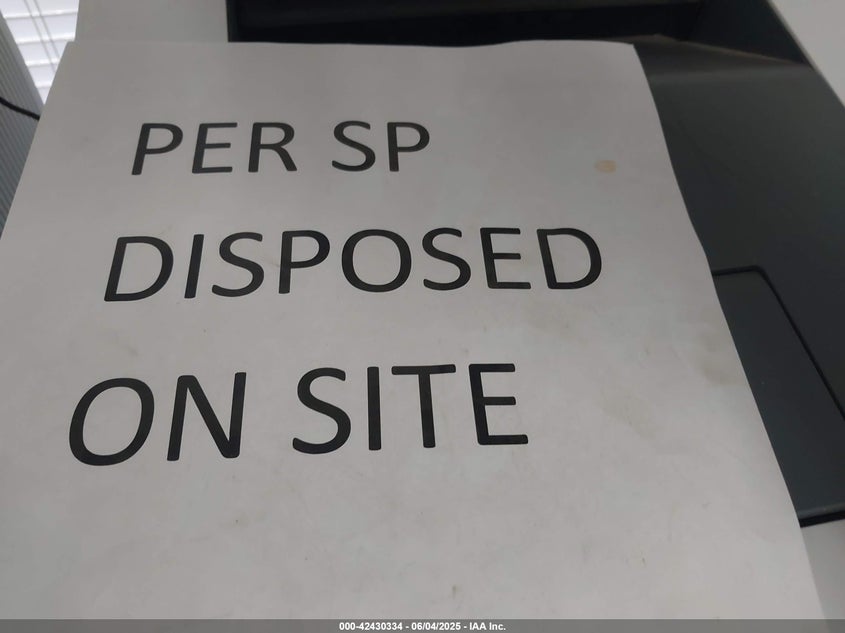 PER SP
DISPOSED
ON SITE
000-42430334 - 06/04/2025 - IAA Inc.